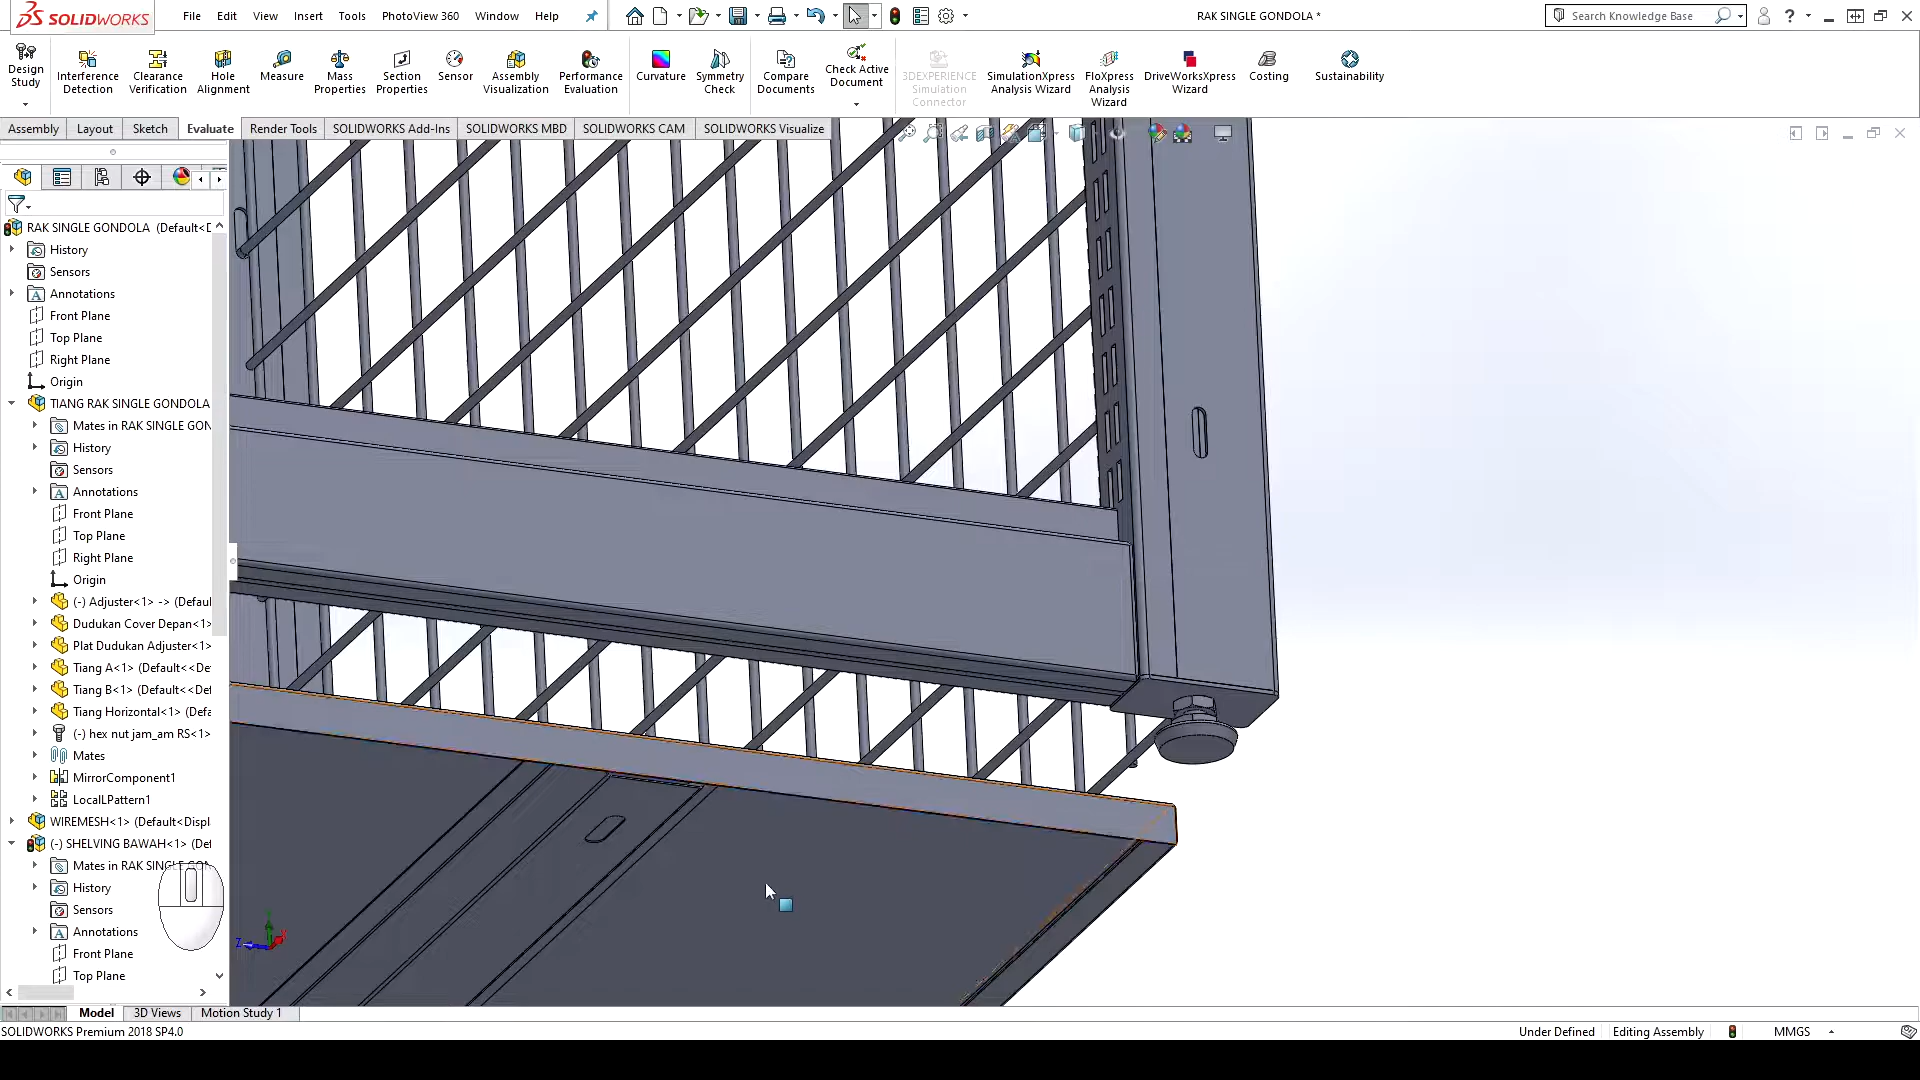 SOLIDWORKS
File Edit View Insert Tools PhotoView 360 Window Help
RAK SINGLE GONDOLA *
Search Knowledge Base
Design Study
Interference Detection
Clearance Verification
Hole Alignment
Measure
Mass Properties
Section Properties
Sensor
Assembly Visualization
Performance Evaluation
Curvature
Symmetry Check
Compare Documents
Check Active Document
3DEXPERIENCE Simulation Connector
SimulationXpress Analysis Wizard
FloXpress Analysis Wizard
DriveWorksXpress Wizard
Costing
Sustainability
Assembly Layout Sketch Evaluate Render Tools SOLIDWORKS Add-Ins SOLIDWORKS MBD SOLIDWORKS CAM SOLIDWORKS Visualize
RAK SINGLE GONDOLA (Default<D
History
Sensors
Annotations
Front Plane
Top Plane
Right Plane
Origin
TIANG RAK SINGLE GONDOLA
Mates in RAK SINGLE GON
History
Sensors
Annotations
Front Plane
Top Plane
Right Plane
Origin
(-) Adjuster<1> -> (Defaul
Dudukan Cover Depan<1>
Plat Dudukan Adjuster<1>
Tiang A<1> (Default<<De
Tiang B<1> (Default<<Def
Tiang Horizontal<1> (Defa
(-) hex nut jam_am RS<1>
Mates
MirrorComponent1
LocalLPattern1
WIREMESH<1> (Default<Displ
(-) SHELVING BAWAH<1> (Def
Mates in RAK SINGLE GON
History
Sensors
Annotations
Front Plane
Top Plane
Z
Model 3D Views Motion Study 1
SOLIDWORKS Premium 2018 SP4.0
Under Defined Editing Assembly MMGS